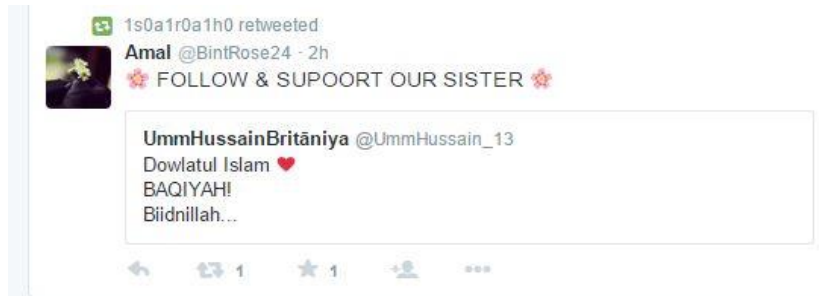 1s0a1r0a1h0 retweeted
Amal @BintRose24 · 2h
🌸 FOLLOW & SUPOORT OUR SISTER 🌸
UmmHussainBritāniya @UmmHussain_13
Dowlatul Islam ❤
BAQIYAH!
Biidnillah...
1 1